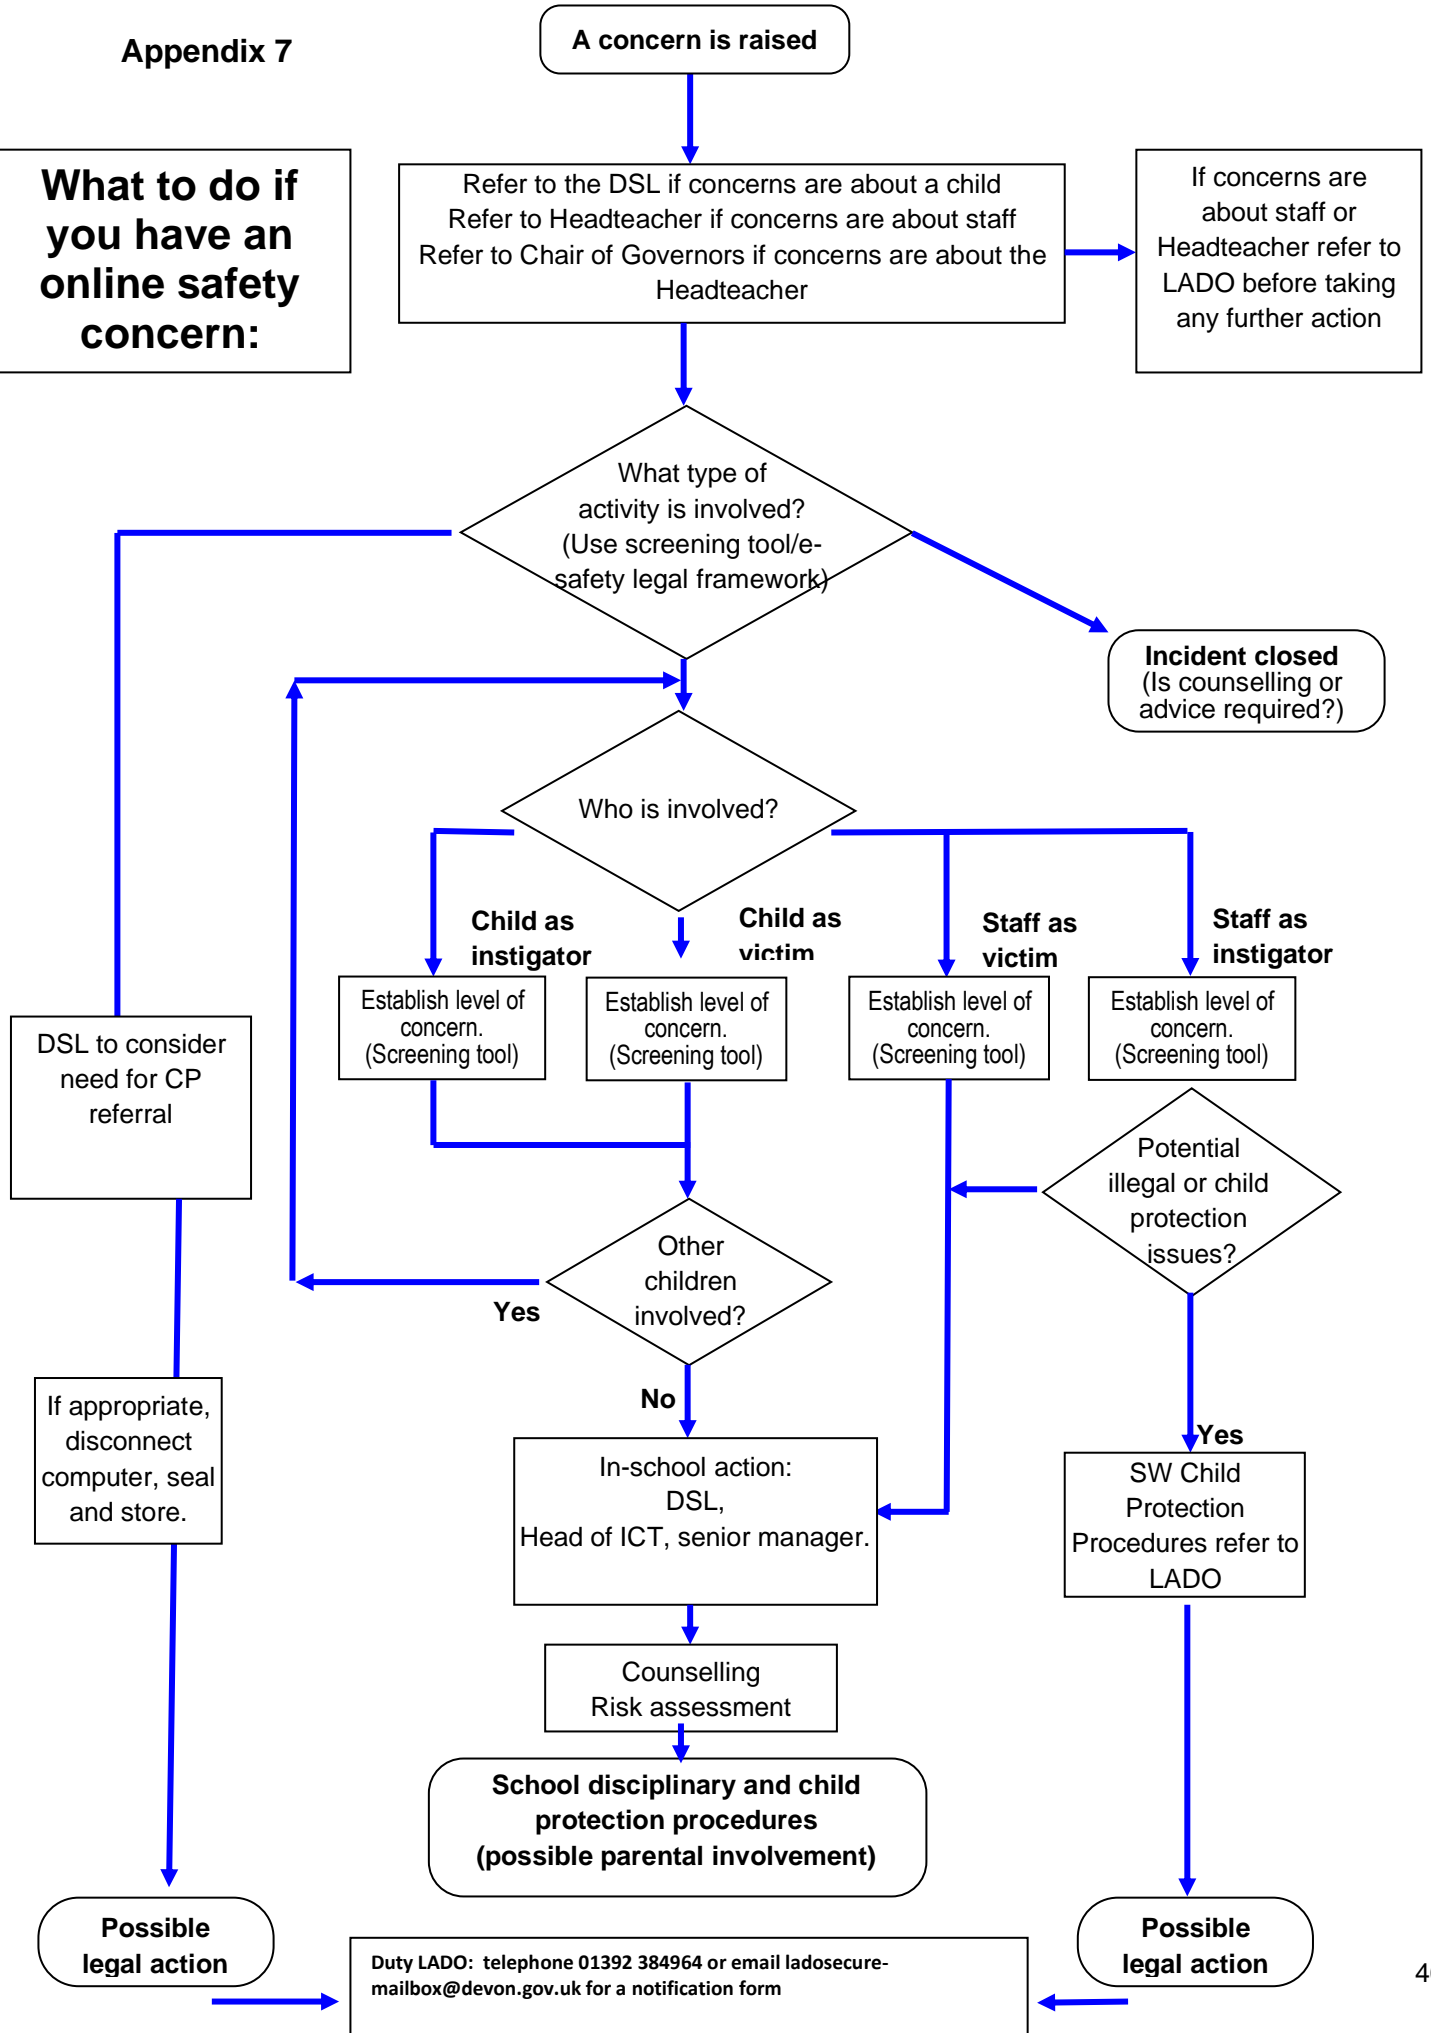 Appendix 7
A concern is raised
What to do if
you have an
online safety
concern:
Refer to the DSL if concerns are about a child
Refer to Headteacher if concerns are about staff
Refer to Chair of Governors if concerns are about the
Headteacher
If concerns are
about staff or
Headteacher refer to
LADO before taking
any further action
What type of
activity is involved?
(Use screening tool/e-
safety legal framework)
Incident closed
(Is counselling or
advice required?)
Who is involved?
Child as
instigator
Child as
victim
Staff as
victim
Staff as
instigator
Establish level of
concern.
(Screening tool)
Establish level of
concern.
(Screening tool)
Establish level of
concern.
(Screening tool)
Establish level of
concern.
(Screening tool)
DSL to consider
need for CP
referral
Potential
illegal or child
protection
issues?
Other
children
involved?
Yes
No
Yes
If appropriate,
disconnect
computer, seal
and store.
In-school action:
DSL,
Head of ICT, senior manager.
SW Child
Protection
Procedures refer to
LADO
Counselling
Risk assessment
School disciplinary and child
protection procedures
(possible parental involvement)
Possible
legal action
Possible
legal action
Duty LADO:  telephone 01392 384964 or email ladosecure-
mailbox@devon.gov.uk for a notification form